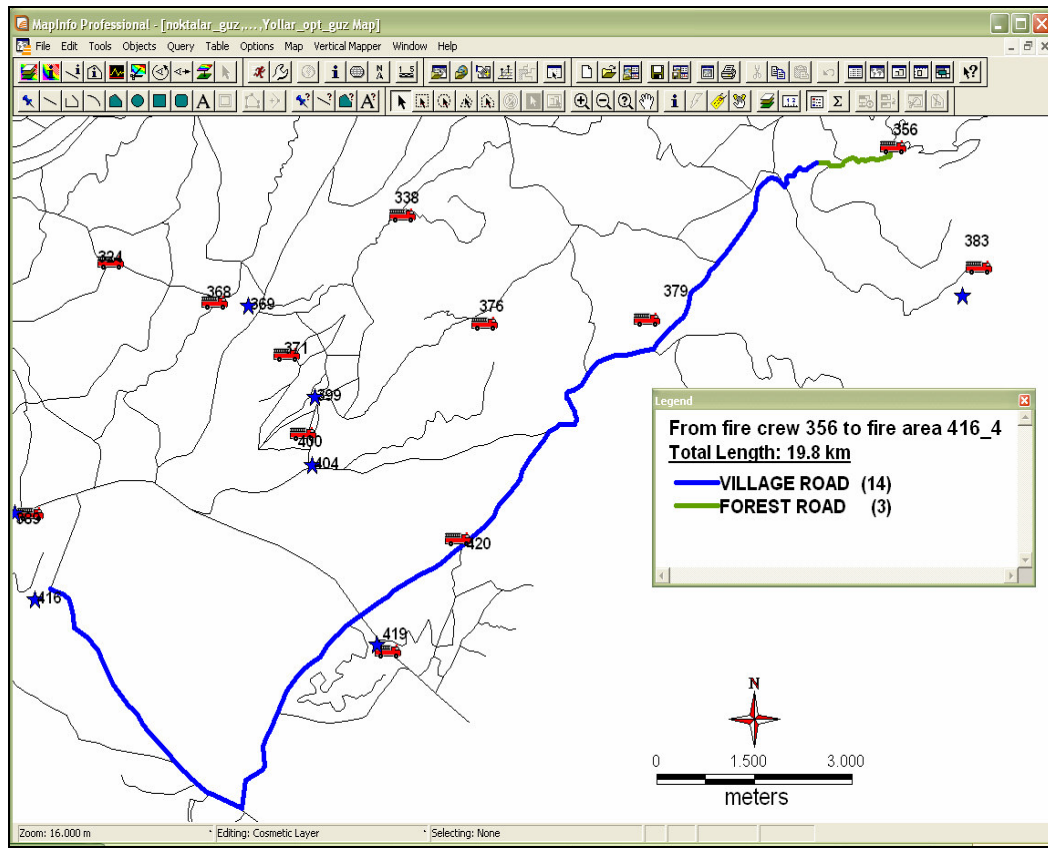 MapInfo Professional - [noktalar_guz,...,Yollar_opt_guz Map]
File Edit Tools Objects Query Table Options Map Vertical Mapper Window Help
356
338
383
324
368
369
376
379
371
399
400
404
420
416
419
Legend
From fire crew 356 to fire area 416_4
Total Length: 19.8 km
VILLAGE ROAD (14)
FOREST ROAD (3)
N
0 1.500 3.000
meters
Zoom: 16.000 m Editing: Cosmetic Layer Selecting: None